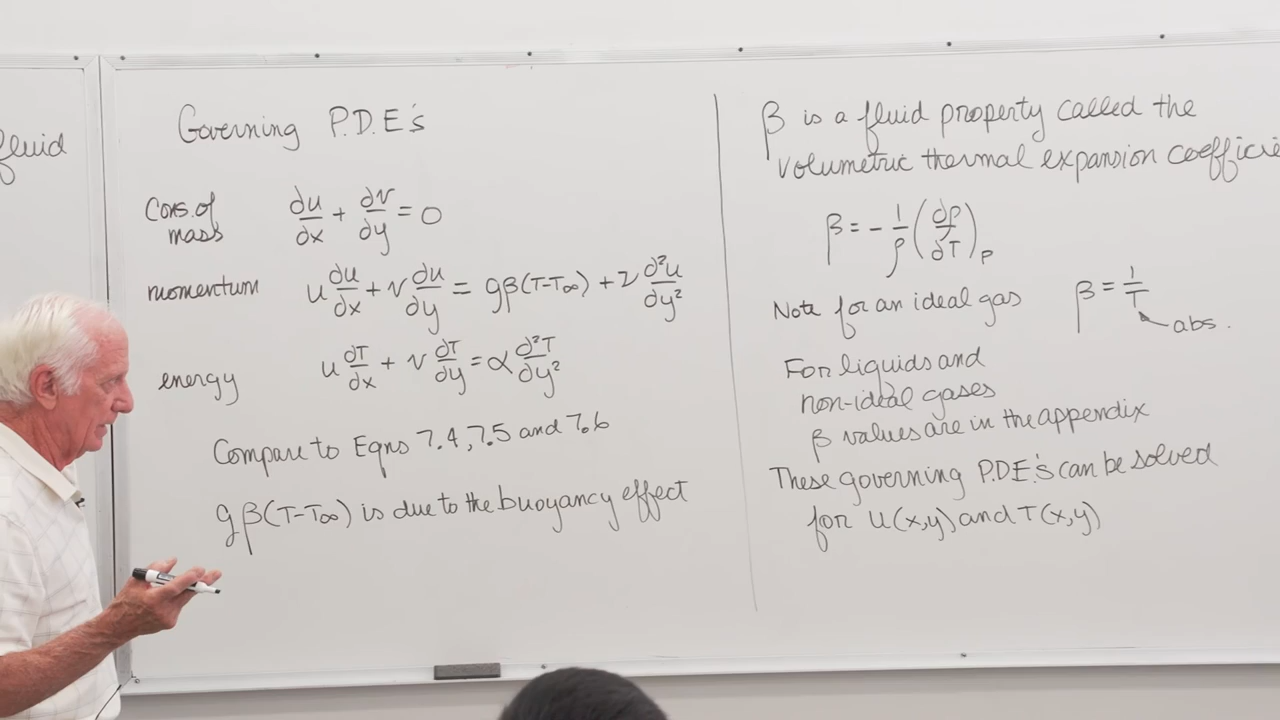 fluid
Governing P.D.E's
Cons. of
mass
∂u/∂x + ∂v/∂y = 0
momentum
u ∂u/∂x + v ∂u/∂y = gβ(T-T∞) + ν ∂²u/∂y²
energy
u ∂T/∂x + v ∂T/∂y = α ∂²T/∂y²
Compare to Eqns 7.4, 7.5 and 7.6
gβ(T-T∞) is due to the buoyancy effect
β is a fluid property called the
volumetric thermal expansion coefficie
β = - 1/ρ (∂ρ/∂T)p
Note for an ideal gas β = 1/T
abs.
For liquids and
non-ideal gases
β values are in the appendix
These governing P.D.E.'s can be solved
for u(x,y) and T(x,y)